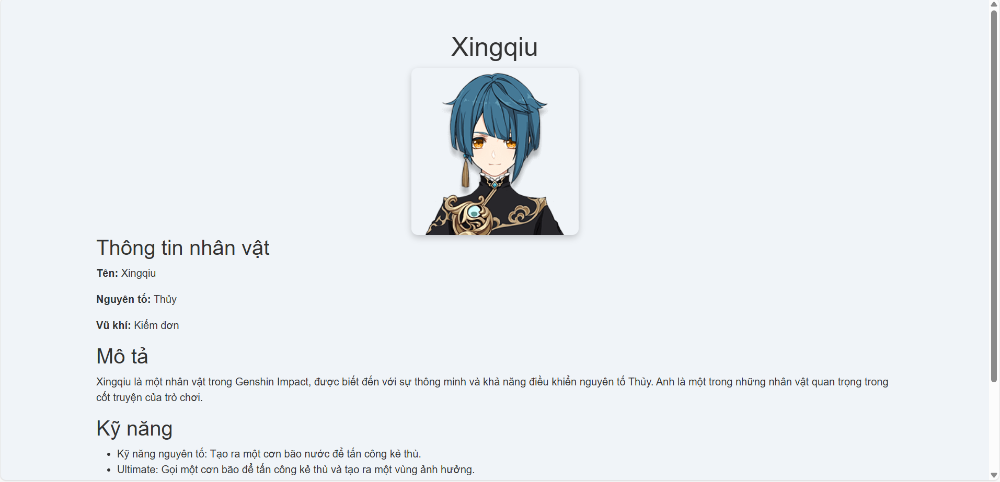 Xingqiu
Thông tin nhân vật
Tên: Xingqiu
Nguyên tố: Thủy
Vũ khí: Kiếm đơn
Mô tả
Xingqiu là một nhân vật trong Genshin Impact, được biết đến với sự thông minh và khả năng điều khiển nguyên tố Thủy. Anh là một trong những nhân vật quan trọng trong
cốt truyện của trò chơi.
Kỹ năng
• Kỹ năng nguyên tố: Tạo ra một cơn bão nước để tấn công kẻ thù.
• Ultimate: Gọi một cơn bão để tấn công kẻ thù và tạo ra một vùng ảnh hưởng.